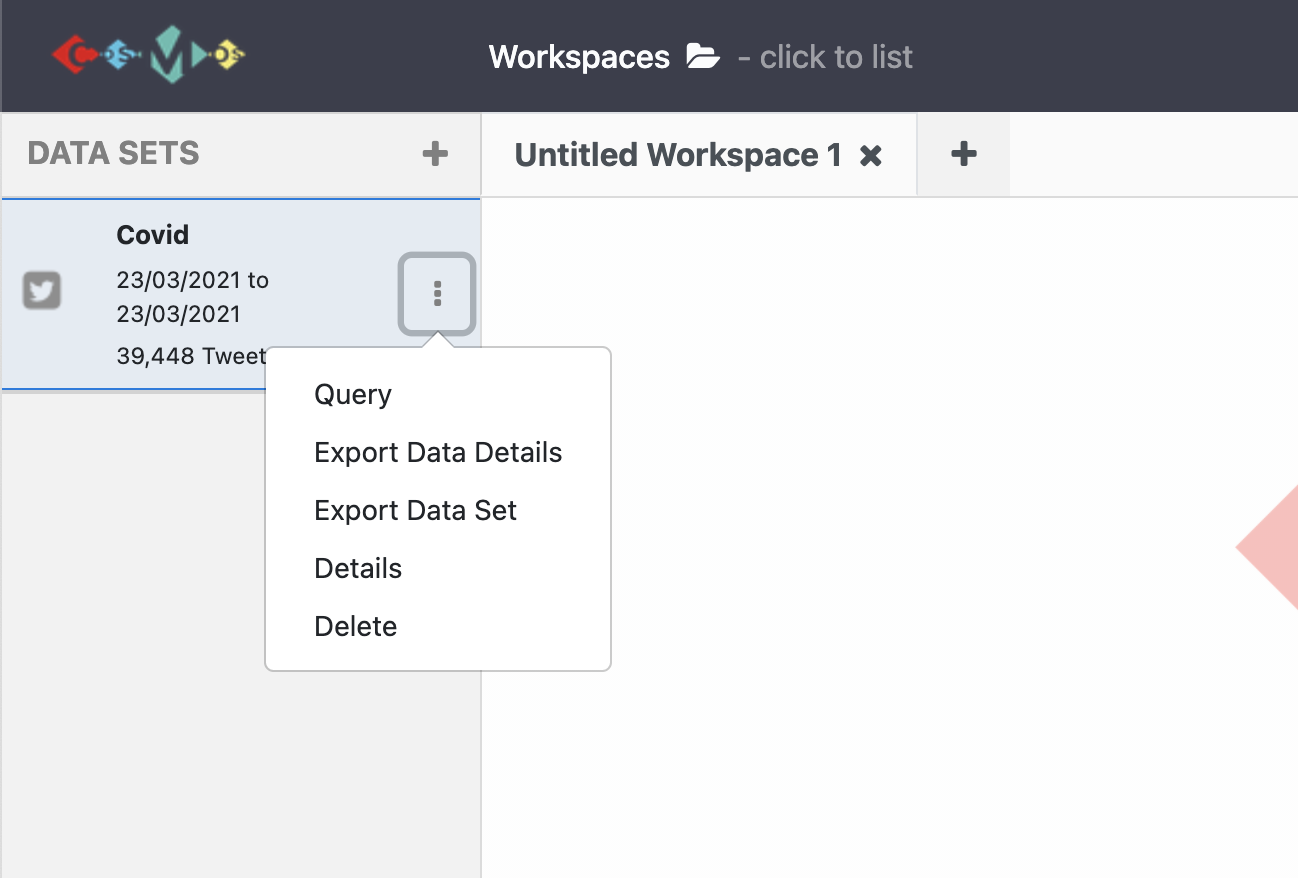 Workspaces - click to list
DATA SETS +
Untitled Workspace 1 +
Covid
23/03/2021 to
23/03/2021
39,448 Tweet
Query
Export Data Details
Export Data Set
Details
Delete